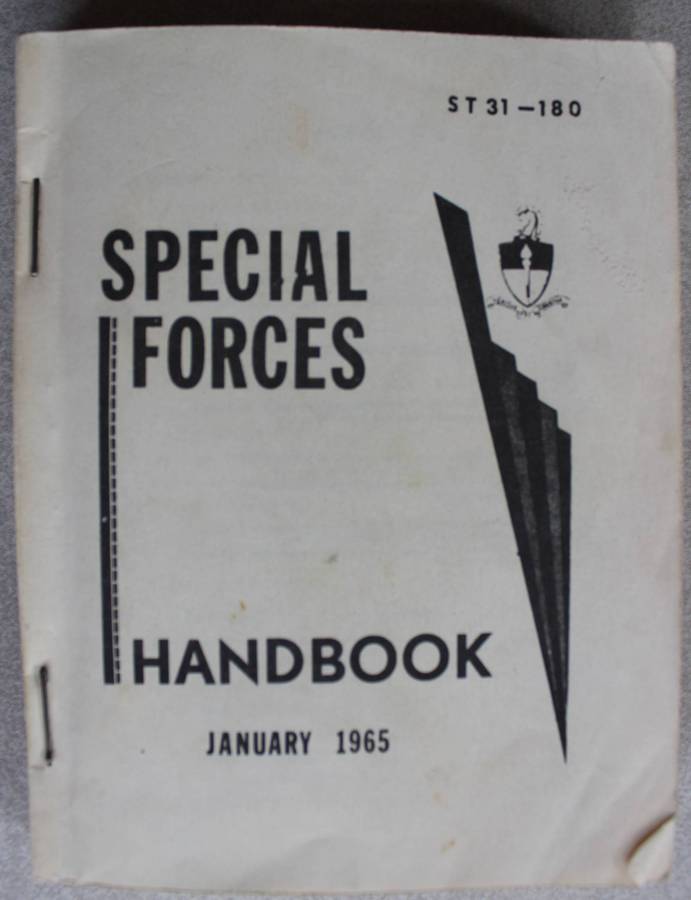 ST 31-180
SPECIAL
FORCES
HANDBOOK
JANUARY 1965